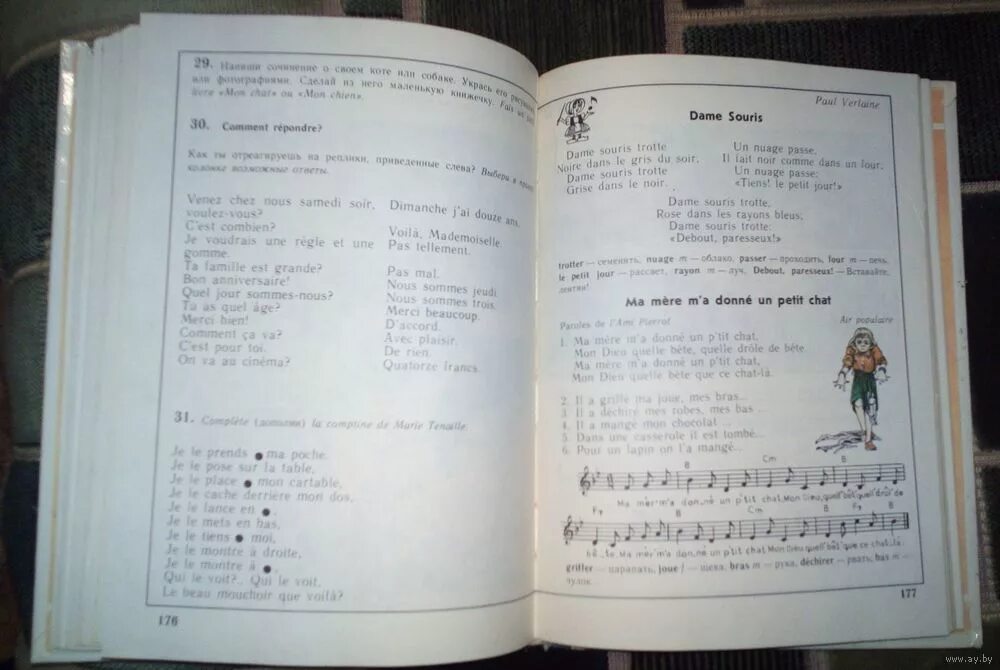 29. Напиши сочинение о своем коте или собаке. Укрась его
или фотографиями. Сделай из него маленькую книжечку. Fais un
livre «Mon chat» ou «Mon chien».
30. Comment répondre?
Как ты отреагируешь на реплики, приведенные слева? Выбери в
колонке возможные ответы.
Venez chez nous samedi soir,
voulez-vous?
C'est combien?
Je voudrais une règle et une
gomme.
Ta famille est grande?
Bon anniversaire!
Quel jour sommes-nous?
Tu as quel âge?
Merci bien!
Comment ça va?
C'est pour toi.
On va au cinéma?
Dimanche j'ai douze ans.
Voilà, Mademoiselle.
Pas tellement.
Pas mal.
Nous sommes jeudi.
Nous sommes trois.
Merci beaucoup.
D'accord.
Avec plaisir.
De rien.
Quatorze francs.
31. Complète (дополни) la comptine de Marie Tenaille.
Je le prends ● ma poche.
Je le pose sur la table,
Je le place ● mon cartable,
Je le cache derrière mon dos,
Je le lance en ●,
Je le mets en bas,
Je le tiens ● moi,
Je le montre à droite,
Je le montre à ●,
Qui le voit?.. Qui le voit,
Le beau mouchoir que voilà?
176
Paul Verlaine
Dame Souris
Dame souris trotte
Noire dans le gris du soir,
Dame souris trotte
Grise dans le noir.
Un nuage passe,
Il fait noir comme dans un four.
Un nuage passe:
«Tiens! le petit jour!»
Dame souris trotte,
Rose dans les rayons bleus;
Dame souris trotte:
«Debout, paresseux!»
trotter — семенить, nuage m — облако, passer — проходить, four m — печь,
le petit jour — рассвет, rayon m — луч, Debout, paresseux! — Вставайте,
лентяи!
Ma mère m'a donné un petit chat
Paroles de l'Ami Pierrot
Air populaire
1. Ma mère m'a donné un p'tit chat,
Mon Dieu quelle bête, quelle drôle de bête
Ma mère m'a donné un p'tit chat,
Mon Dieu quelle bête que ce chat-là.
2. Il a griffé ma joue, mes bras...
3. Il a déchiré mes robes, mes bas ...
4. Il a mangé mon chocolat ...
5. Dans une casserole il est tombé...
6. Pour un lapin on l'a mangé...
B Cm B
Ma mèr'm'a don,né un p'tit chat,Mon Dieu,quell'bêt'quell'drôl'de
F7 B Cm B F7 B
bê,te. Ma mèr'm'a don,né un p'tit chat Mon Dieu quell'bêt'que ce chat-là.
griffer — царапать, joue f — щека, bras m — рука, déchirer — рвать, bas m —
чулок
177
www.ay.by